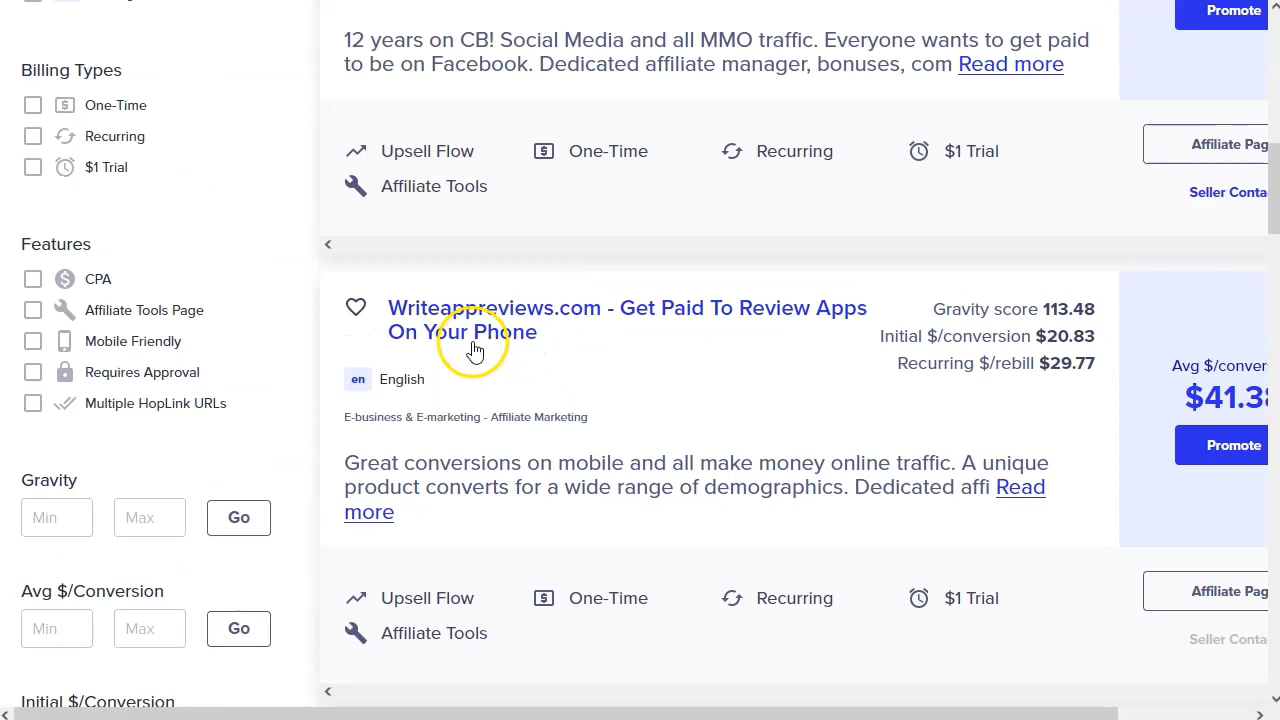 Billing Types
One-Time
Recurring
$1 Trial
Features
CPA
Affiliate Tools Page
Mobile Friendly
Requires Approval
Multiple HopLink URLs
Gravity
Min
Max
Go
Avg $/Conversion
Min
Max
Go
Initial $/Conversion
Promote
12 years on CB! Social Media and all MMO traffic. Everyone wants to get paid
to be on Facebook. Dedicated affiliate manager, bonuses, com Read more
Upsell Flow
One-Time
Recurring
$1 Trial
Affiliate Tools
Affiliate Pag
Seller Conta
Writeappreviews.com - Get Paid To Review Apps
On Your Phone
en English
E-business & E-marketing - Affiliate Marketing
Gravity score 113.48
Initial $/conversion $20.83
Recurring $/rebill $29.77
Great conversions on mobile and all make money online traffic. A unique
product converts for a wide range of demographics. Dedicated affi Read
more
Avg $/conver
$41.38
Promote
Upsell Flow
One-Time
Recurring
$1 Trial
Affiliate Tools
Affiliate Pag
Seller Conta